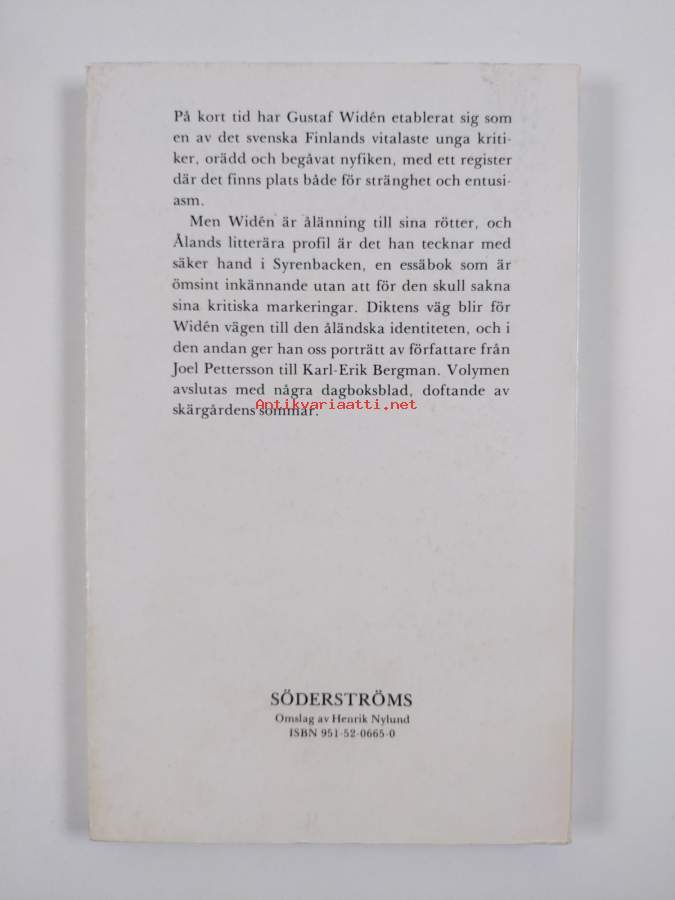 På kort tid har Gustaf Widén etablerat sig som
en av det svenska Finlands vitalaste unga kriti-
ker, orädd och begåvat nyfiken, med ett register
där det finns plats både för stränghet och entusi-
asm.
Men Widén är ålänning till sina rötter, och
Ålands litterära profil är det han tecknar med
säker hand i Syrenbacken, en essäbok som är
ömsint inkännande utan att för den skull sakna
sina kritiska markeringar. Diktens väg blir för
Widén vägen till den åländska identiteten, och i
den andan ger han oss porträtt av författare från
Joel Pettersson till Karl-Erik Bergman. Volymen
avslutas med några dagboksblad, doftande av
Antikvariaatti.net
skärgårdens sommar.
SÖDERSTRÖMS
Omslag av Henrik Nylund
ISBN 951-52-0665-0